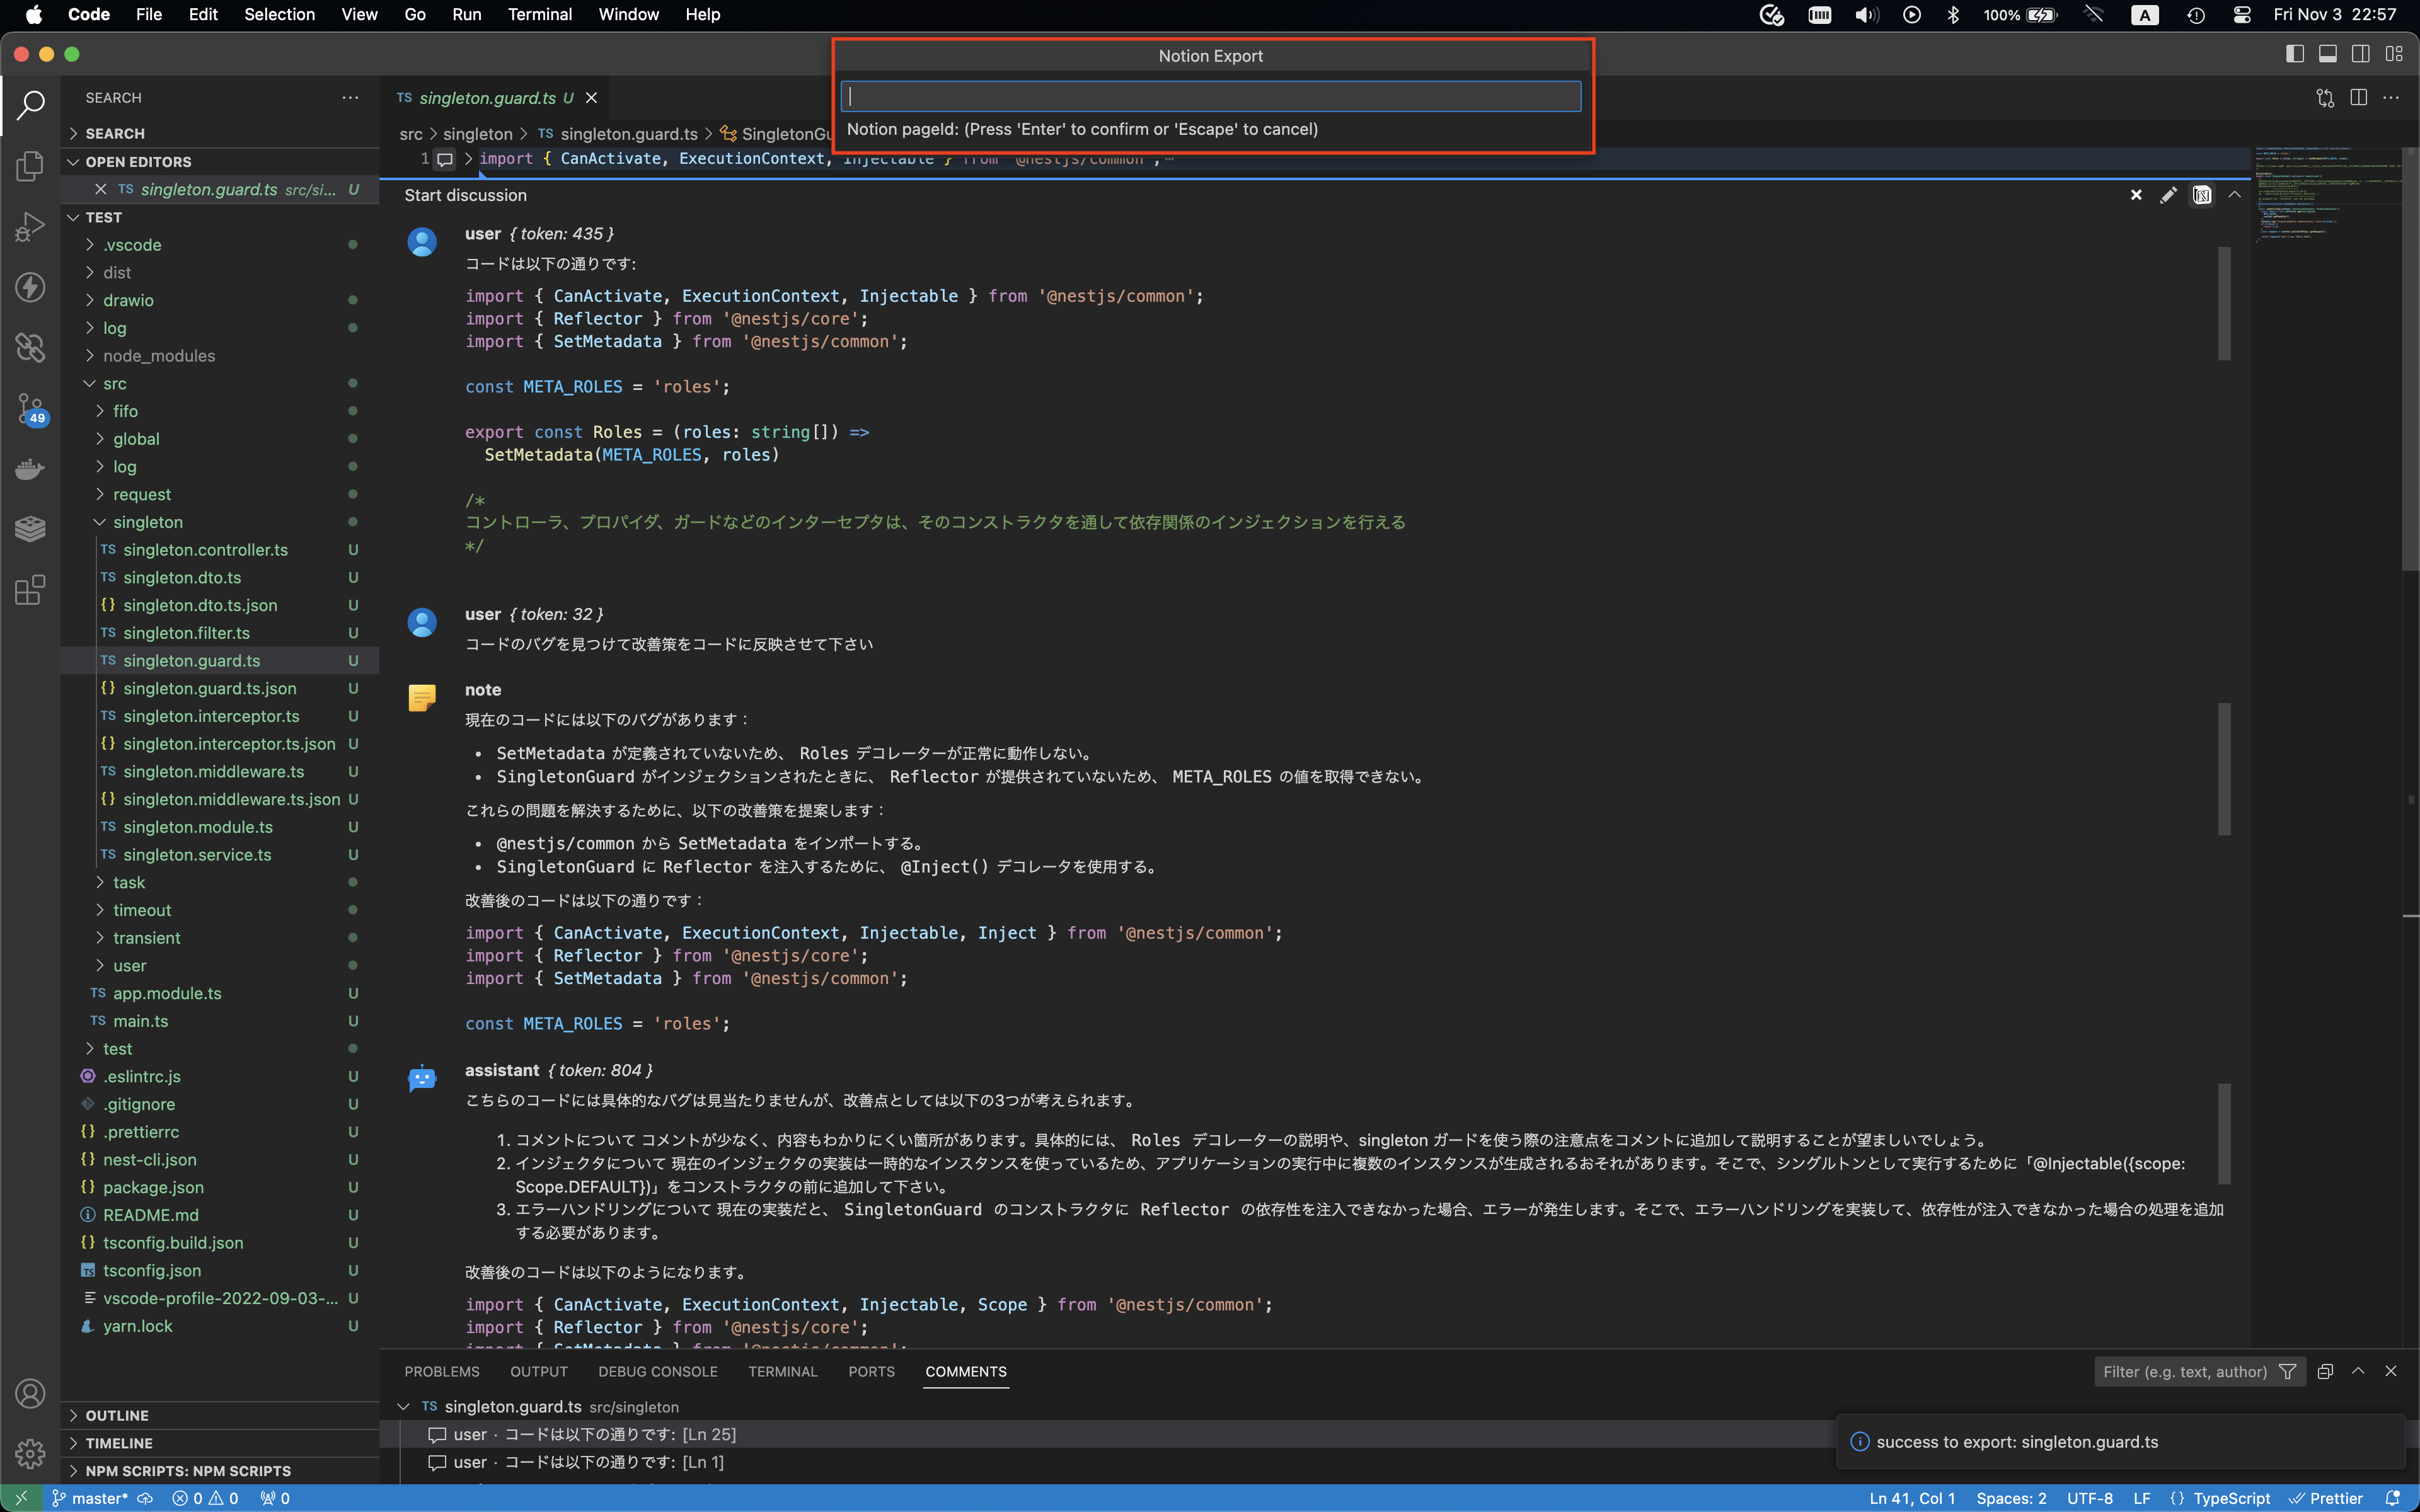 Code File Edit Selection View Go Run Terminal Window Help
100% A Fri Nov 3 22:57
Notion Export
Notion pageId: (Press 'Enter' to confirm or 'Escape' to cancel)
SEARCH
SEARCH
OPEN EDITORS
TS singleton.guard.ts src/si... U
TEST
.vscode
dist
drawio
log
node_modules
src
fifo
global
log
request
singleton
TS singleton.controller.ts U
TS singleton.dto.ts U
{} singleton.dto.ts.json U
TS singleton.filter.ts U
TS singleton.guard.ts U
{} singleton.guard.ts.json U
TS singleton.interceptor.ts U
{} singleton.interceptor.ts.json U
TS singleton.middleware.ts U
{} singleton.middleware.ts.json U
TS singleton.module.ts U
TS singleton.service.ts U
task
timeout
transient
user
TS app.module.ts U
TS main.ts U
test
.eslintrc.js U
.gitignore U
{} .prettierrc U
{} nest-cli.json U
{} package.json U
README.md U
{} tsconfig.build.json U
TS tsconfig.json U
vscode-profile-2022-09-03-... U
yarn.lock U
OUTLINE
TIMELINE
NPM SCRIPTS: NPM SCRIPTS
49
TS singleton.guard.ts U
src > singleton > TS singleton.guard.ts > SingletonGu
1 import { CanActivate, ExecutionContext, Injectable } from '@nestjs/common';
Start discussion
user { token: 435 }
コードは以下の通りです:
import { CanActivate, ExecutionContext, Injectable } from '@nestjs/common';
import { Reflector } from '@nestjs/core';
import { SetMetadata } from '@nestjs/common';
const META_ROLES = 'roles';
export const Roles = (roles: string[]) =>
SetMetadata(META_ROLES, roles)
/*
コントローラ、プロパイダ、ガードなどのインターセプタは、そのコンストラクタを通して依存関係のインジェクションを行える
*/
user { token: 32 }
コードのバグを見つけて改善策をコードに反映させて下さい
note
現在のコードには以下のバグがあります：
• SetMetadata が定義されていないため、 Roles デコレーターが正常に動作しない。
• SingletonGuard がインジェクションされたときに、 Reflector が提供されていないため、 META_ROLES の値を取得できない。
これらの問題を解決するために、以下の改善策を提案します：
• @nestjs/common から SetMetadata をインポートする。
• SingletonGuard に Reflector を注入するために、 @Inject() デコレータを使用する。
改善後のコードは以下の通りです：
import { CanActivate, ExecutionContext, Injectable, Inject } from '@nestjs/common';
import { Reflector } from '@nestjs/core';
import { SetMetadata } from '@nestjs/common';
const META_ROLES = 'roles';
assistant { token: 804 }
こちらのコードには具体的なバグは見当たりませんが、改善点としては以下の3つが考えられます。
1. コメントについて コメントが少なく、内容もわかりにくい箇所があります。具体的には、 Roles デコレーターの説明や、singleton ガードを使う際の注意点をコメントに追加して説明することが望ましいでしょう。
2. インジェクタについて 現在のインジェクタの実装は一時的なインスタンスを使っているため、アプリケーションの実行中に複数のインスタンスが生成されるおそれがあります。そこで、シングルトンとして実行するために「@Injectable({scope:
Scope.DEFAULT})」をコンストラクタの前に追加して下さい。
3. エラーハンドリングについて 現在の実装だと、 SingletonGuard のコンストラクタに Reflector の依存性を注入できなかった場合、エラーが発生します。そこで、エラーハンドリングを実装して、依存性が注入できなかった場合の処理を追加
する必要があります。
改善後のコードは以下のようになります。
import { CanActivate, ExecutionContext, Injectable, Scope } from '@nestjs/common';
import { Reflector } from '@nestjs/core';
import { SetMetadata } from '@nestjs/common';
PROBLEMS OUTPUT DEBUG CONSOLE TERMINAL PORTS COMMENTS
Filter (e.g. text, author)
TS singleton.guard.ts src/singleton
user · コードは以下の通りです: [Ln 25]
user · コードは以下の通りです: [Ln 1]
success to export: singleton.guard.ts
master* 0 0 0
Ln 41, Col 1 Spaces: 2 UTF-8 LF {} TypeScript Prettier